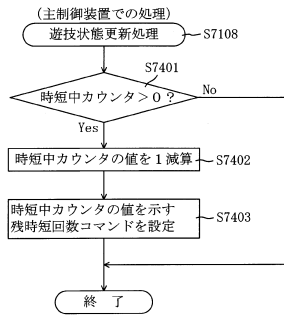 (主制御装置での処理)
遊技状態更新処理
S7108
S7401
時短中カウンタ>0?
No
Yes
時短中カウンタの値を1減算
S7402
時短中カウンタの値を示す
残時短回数コマンドを設定
S7403
終 了